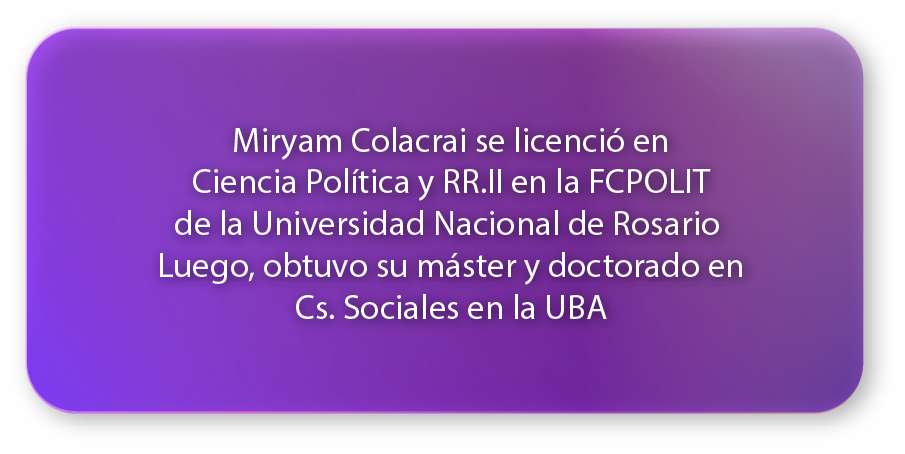 Miryam Colacrai se licenció en
Ciencia Política y RR.II en la FCPOLIT
de la Universidad Nacional de Rosario
Luego, obtuvo su máster y doctorado en
Cs. Sociales en la UBA